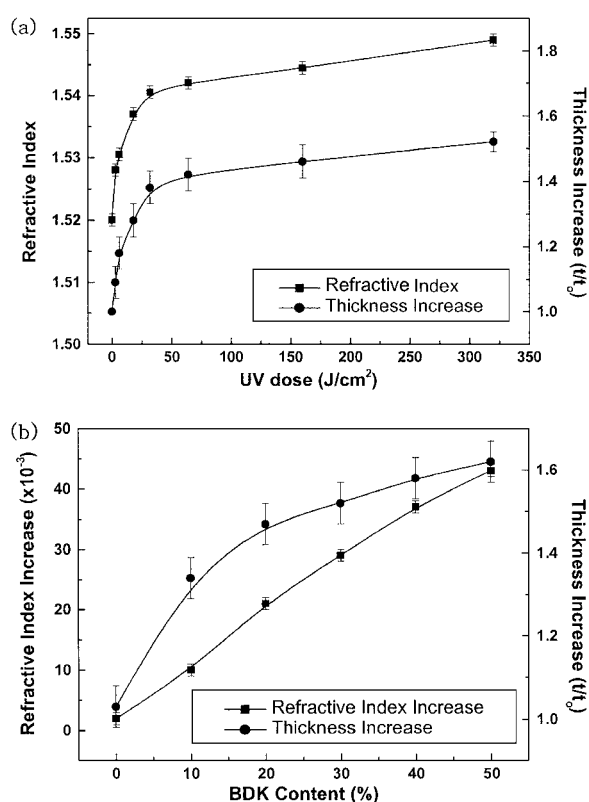 (a)
1.55
1.54
1.53
1.52
1.51
1.50
Refractive Index
1.8
1.6
1.4
1.2
1.0
Thickness Increase (t/t₀)
Refractive Index
Thickness Increase
0 50 100 150 200 250 300 350
UV dose (J/cm²)
(b)
50
40
30
20
10
0
Refractive Index Increase (x10⁻³)
1.6
1.4
1.2
1.0
Thickness Increase (t/t₀)
Refractive Index Increase
Thickness Increase
0 10 20 30 40 50
BDK Content (%)